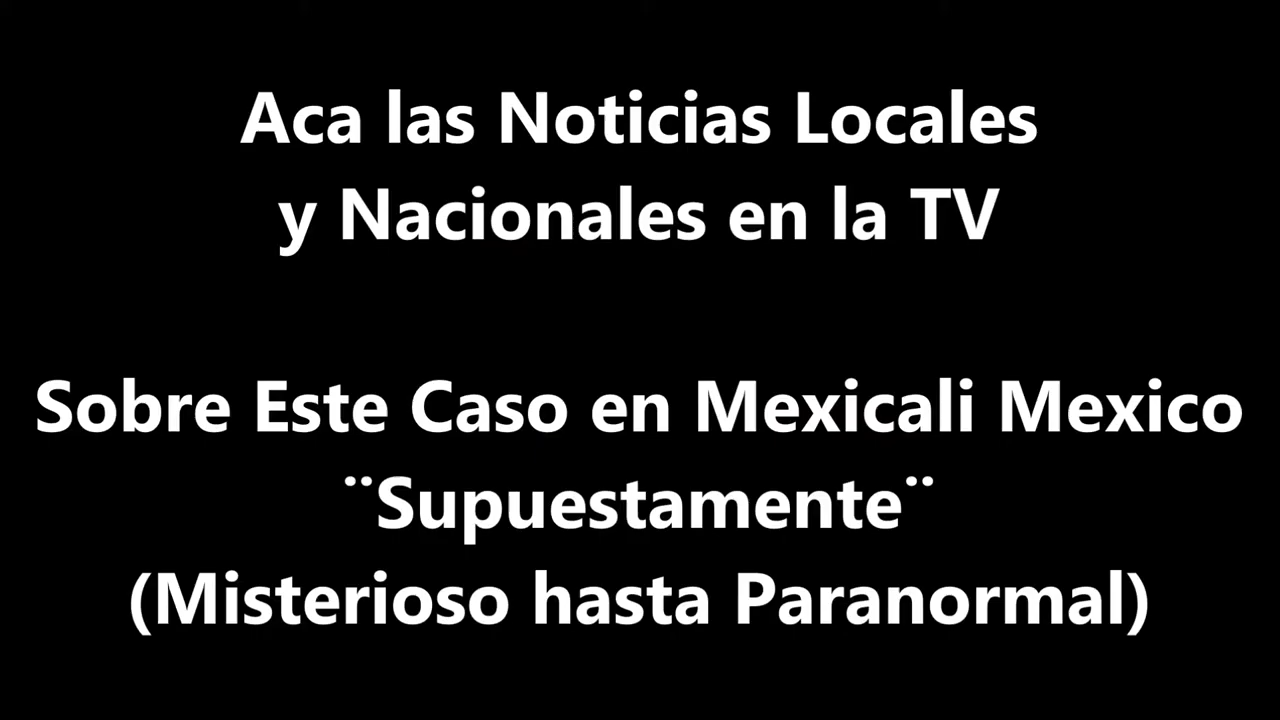 Aca las Noticias Locales
y Nacionales en la TV
Sobre Este Caso en Mexicali Mexico
¨Supuestamente¨
(Misterioso hasta Paranormal)